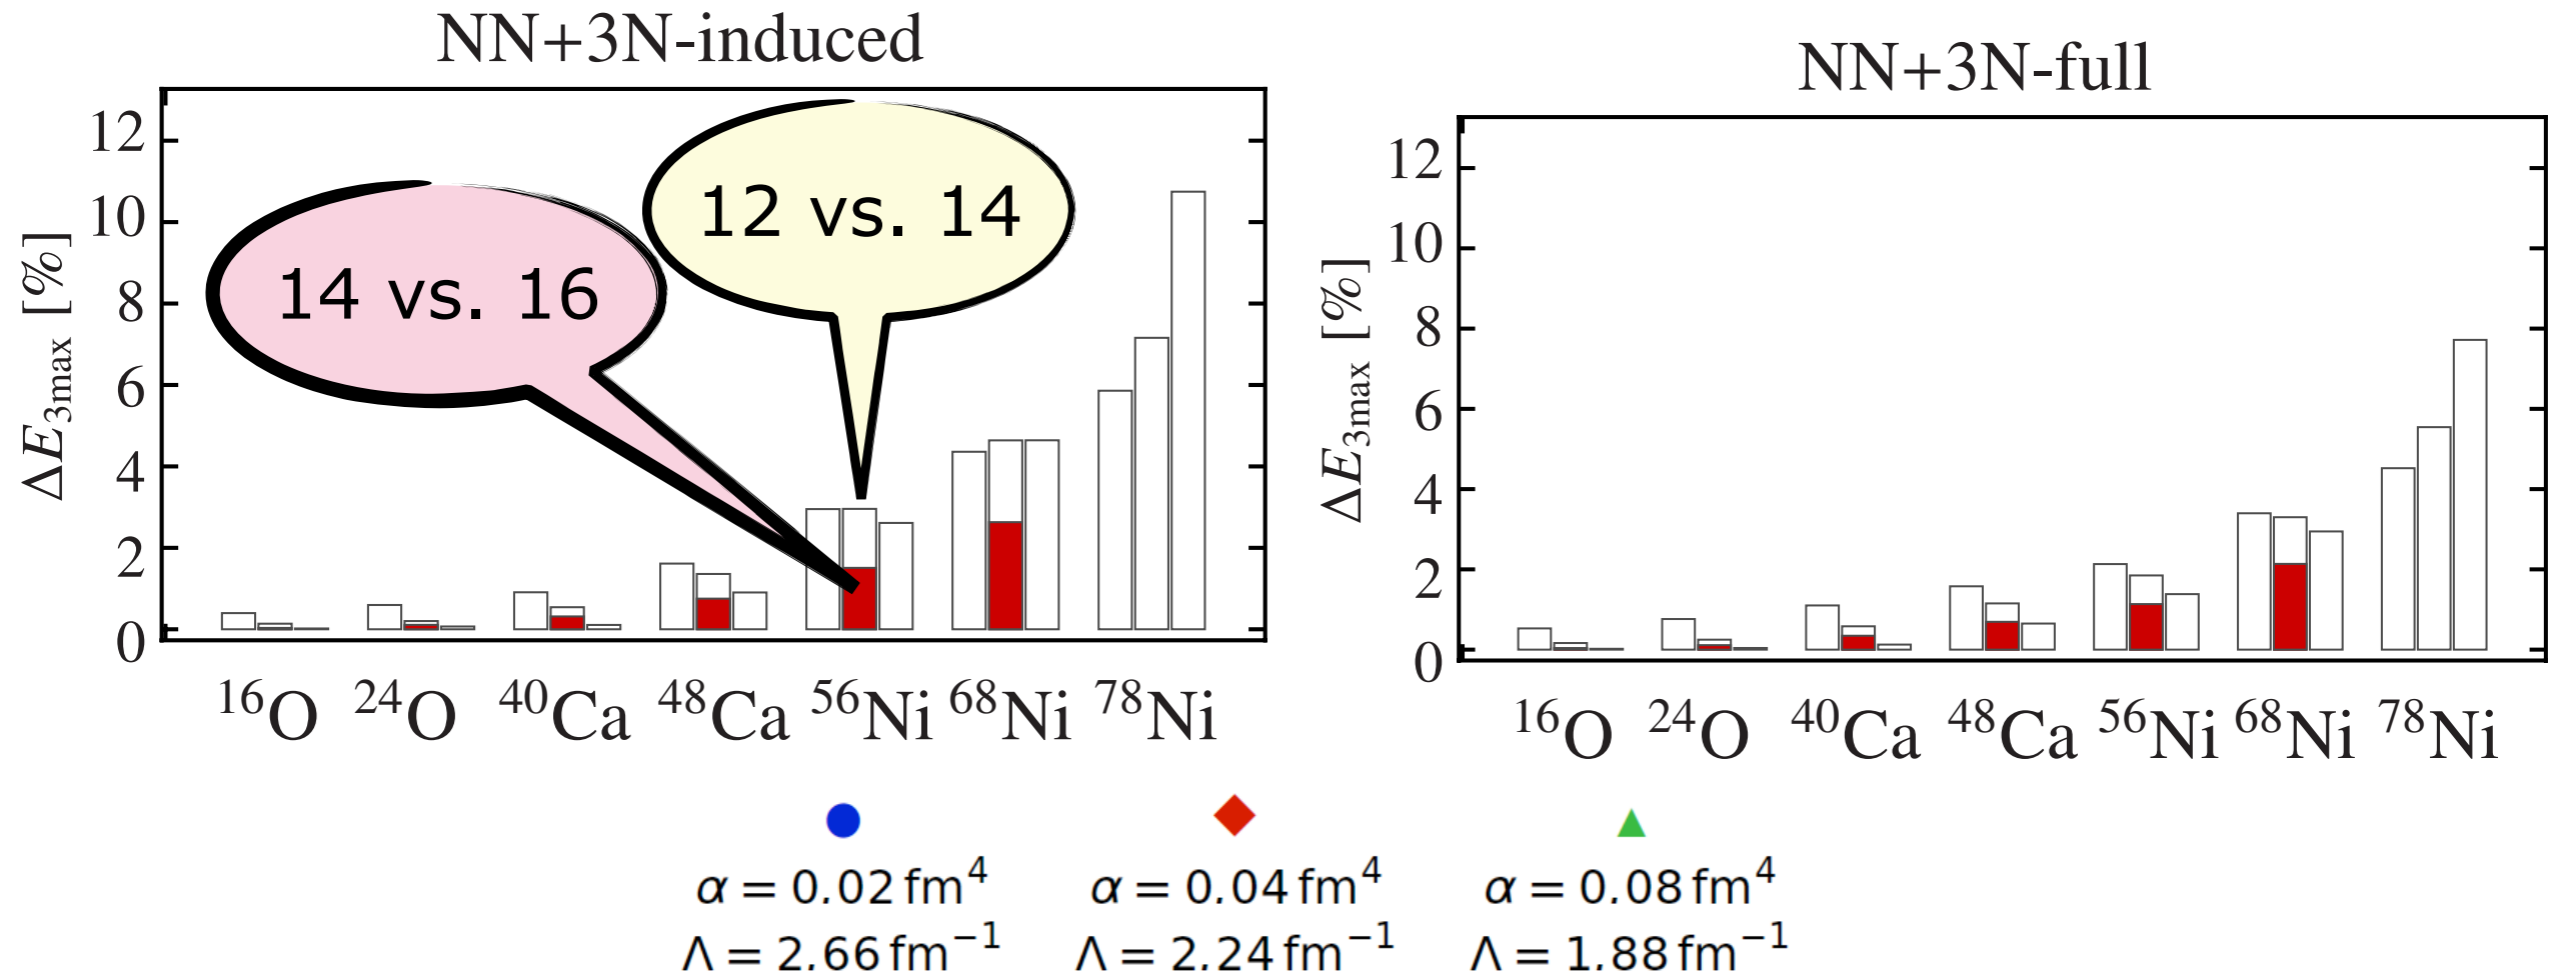 NN+3N-induced
ΔE3max [%]
12
10
8
6
4
2
0
14 vs. 16
12 vs. 14
¹⁶O ²⁴O ⁴⁰Ca ⁴⁸Ca ⁵⁶Ni ⁶⁸Ni ⁷⁸Ni
NN+3N-full
ΔE3max [%]
12
10
8
6
4
2
0
¹⁶O ²⁴O ⁴⁰Ca ⁴⁸Ca ⁵⁶Ni ⁶⁸Ni ⁷⁸Ni
α = 0.02 fm⁴
Λ = 2.66 fm⁻¹
α = 0.04 fm⁴
Λ = 2.24 fm⁻¹
α = 0.08 fm⁴
Λ = 1.88 fm⁻¹